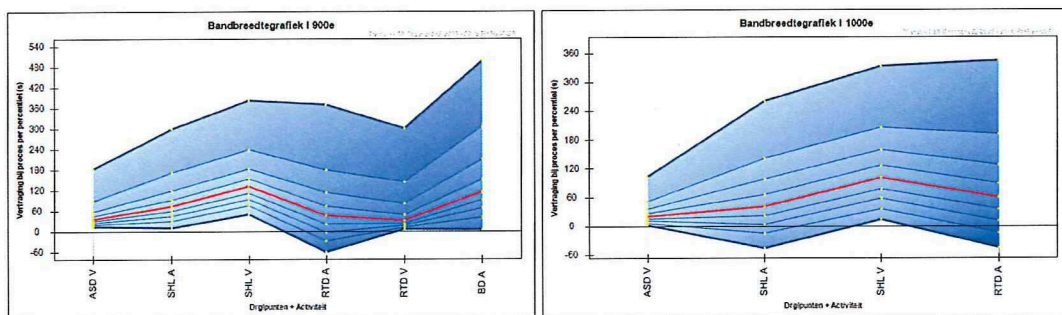 Bandbreedtegrafiek I 900e
Vertraging bij proces per percentiel (s)
540
480
420
360
300
240
180
120
60
0
-60
ASD V
SHL A
SHL V
RTD A
RTD V
BD A
Drglpunten + Activiteit
Bandbreedtegrafiek I 1000e
Vertraging bij proces per percentiel (s)
360
300
240
180
120
60
0
-60
ASD V
SHL A
SHL V
RTD A
Drglpunten + Activiteit